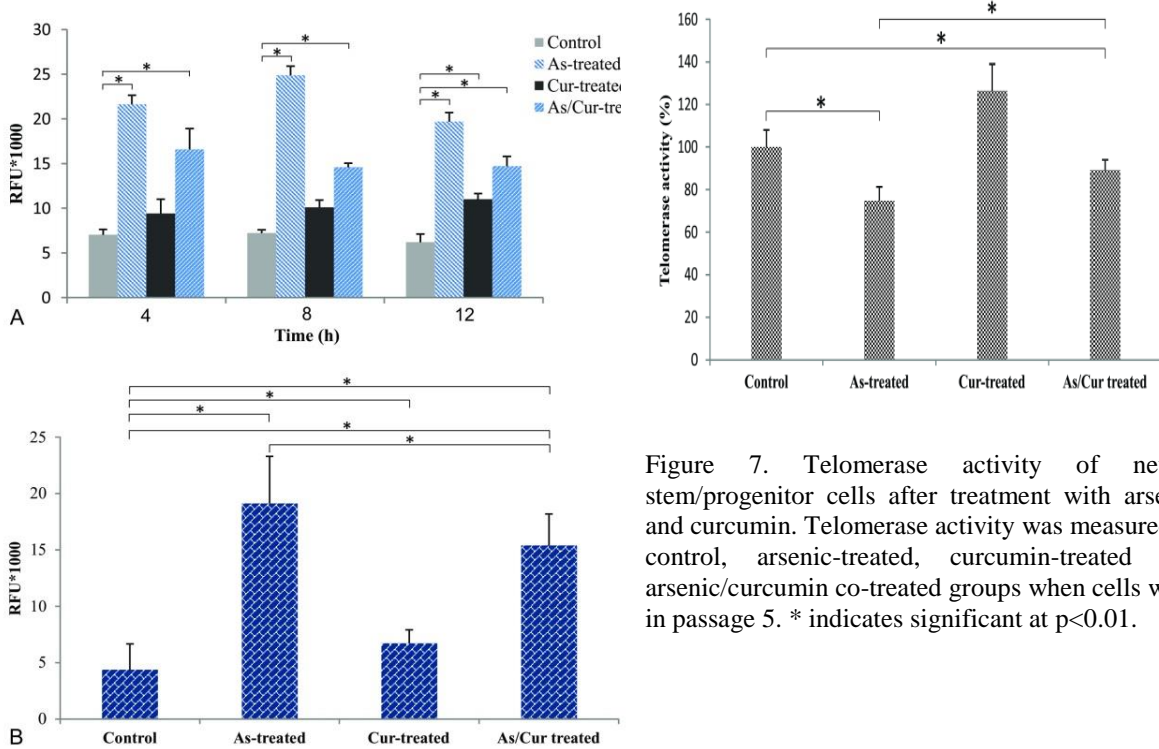 30
25
20
15
10
5
0
RFU*1000
* * * * * * *
Control
As-treated
Cur-treated
As/Cur-tre
4 8 12
Time (h)
A
* * * * *
25
20
15
10
5
0
RFU*1000
Control As-treated Cur-treated As/Cur treated
B
160
140
120
100
80
60
40
20
0
Telomerase activity (%)
* * *
Control As-treated Cur-treated As/Cur treated
Figure 7. Telomerase activity of ne
stem/progenitor cells after treatment with arse
and curcumin. Telomerase activity was measured
control, arsenic-treated, curcumin-treated
arsenic/curcumin co-treated groups when cells w
in passage 5. * indicates significant at p<0.01.